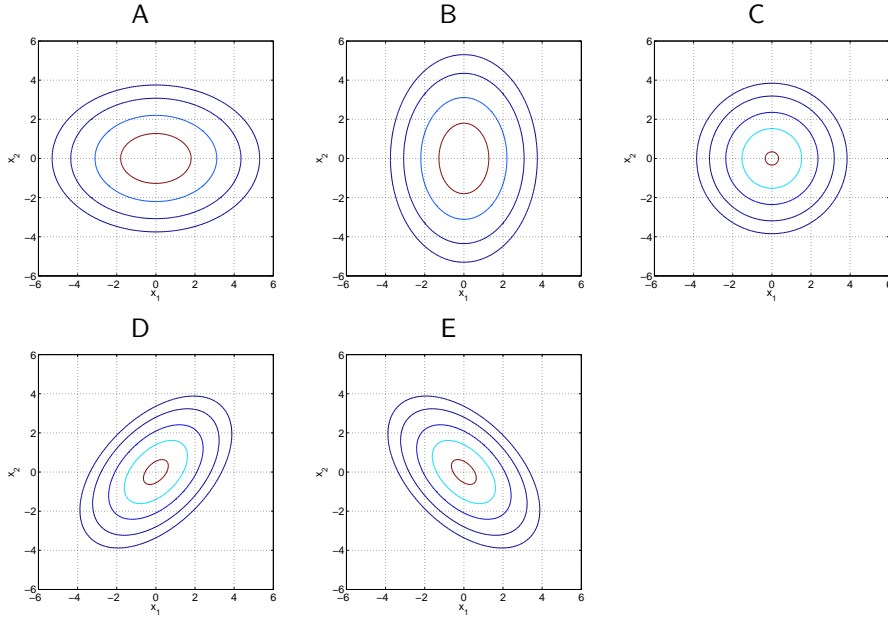 A B C
6 6 6
4 4 4
2 2 2
x2 0 x2 0 x2 0
−2 −2 −2
−4 −4 −4
−6 −6 −6
−6 −4 −2 0 2 4 6 −6 −4 −2 0 2 4 6 −6 −4 −2 0 2 4 6
x1 x1 x1
D E
6 6
4 4
2 2
x2 0 x2 0
−2 −2
−4 −4
−6 −6
−6 −4 −2 0 2 4 6 −6 −4 −2 0 2 4 6
x1 x1